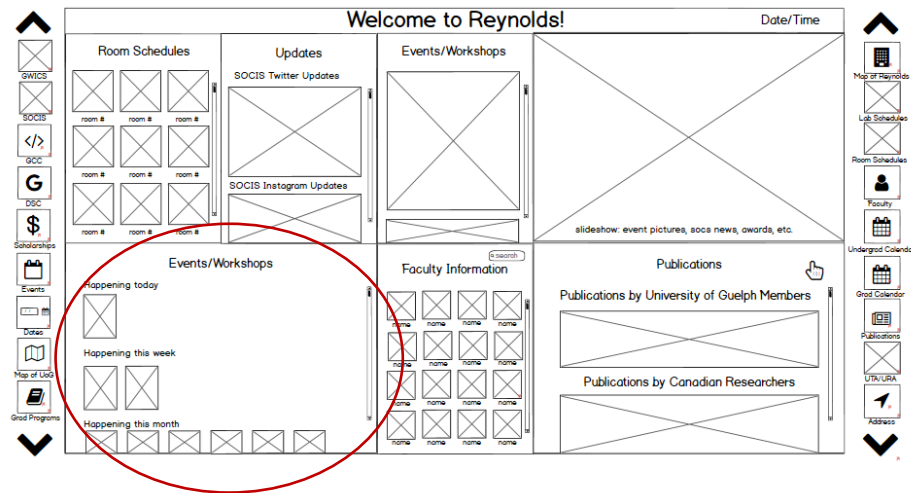 Welcome to Reynolds!
Date/Time
GWICS
SOCIS
</>
GCC
G
DSC
$
Scholarships
Events
Dates
Map of UoG
Grad Programs
Room Schedules
room # room # room #
room # room # room #
room # room # room #
Updates
SOCIS Twitter Updates
SOCIS Instagram Updates
Events/Workshops
slideshow: event pictures, socs news, awards, etc.
Events/Workshops
Happening today
Happening this week
Happening this month
search
Faculty Information
name name name name
name name name name
name name name name
name name name name
Publications
Publications by University of Guelph Members
Publications by Canadian Researchers
Map of Reynolds
Lab Schedules
Room Schedules
Faculty
Undergrad Calendar
Grad Calendar
Publications
UTA/URA
Address